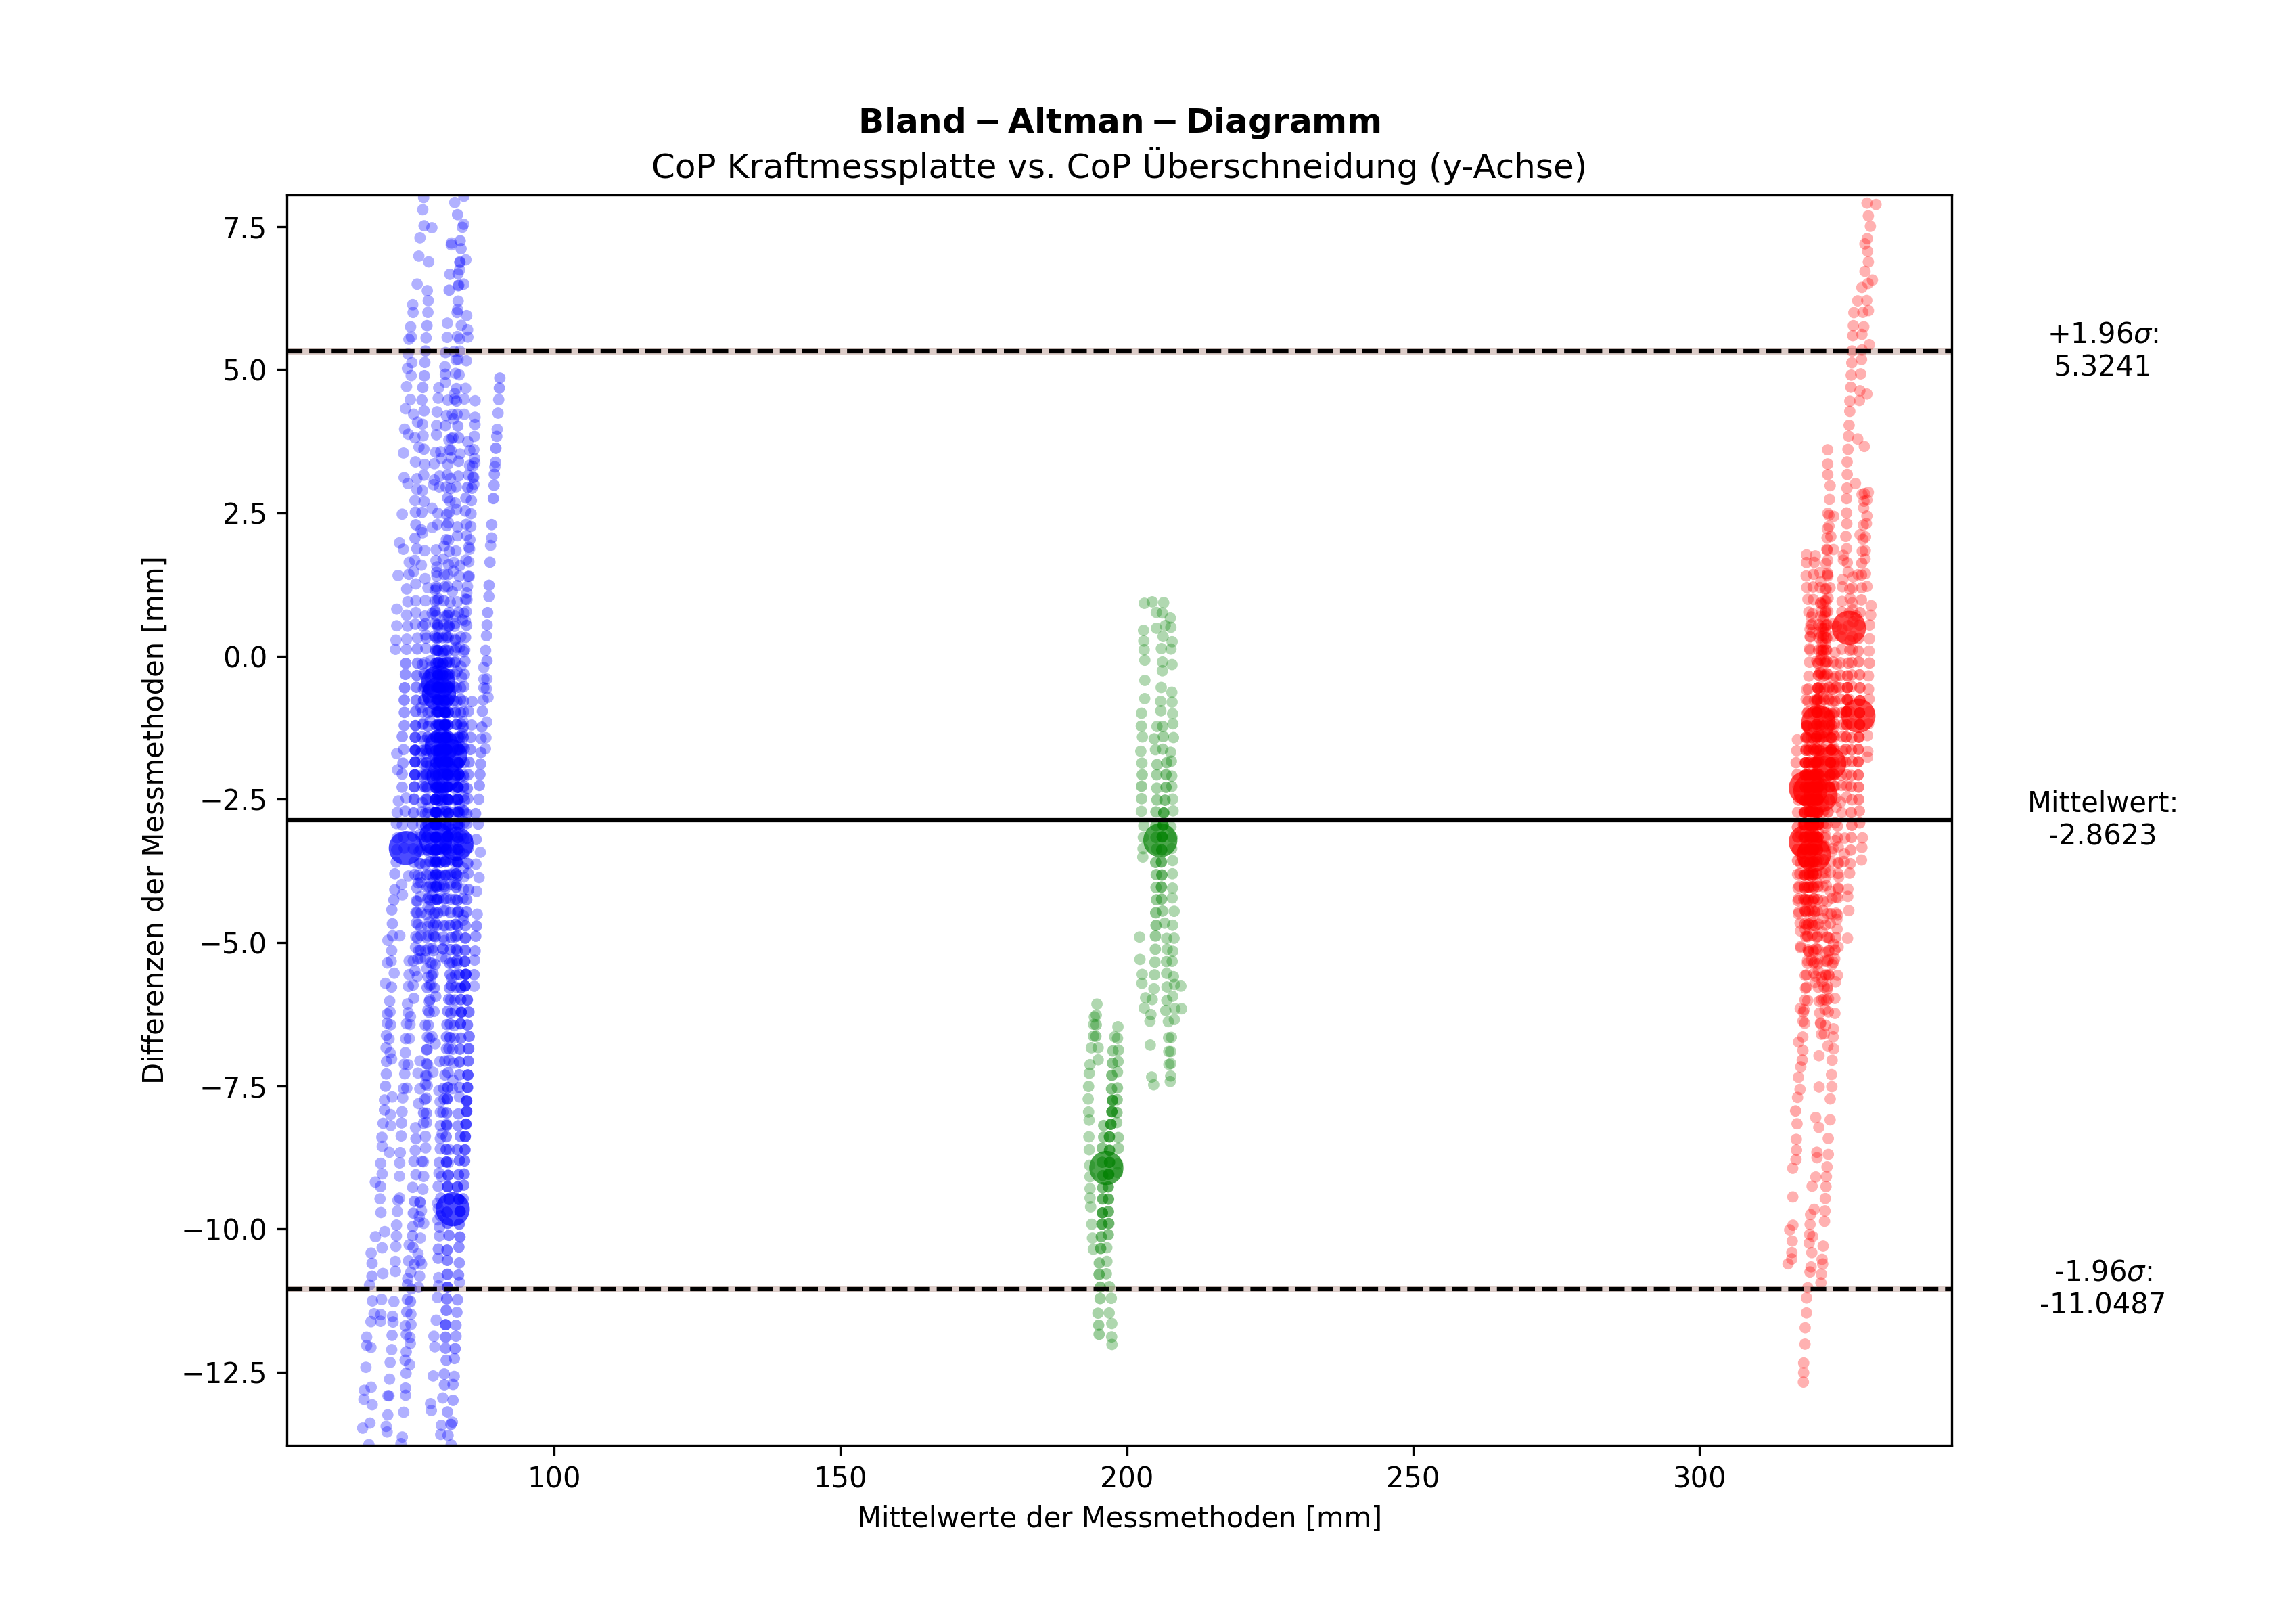 Bland − Altman − Diagramm
CoP Kraftmessplatte vs. CoP Überschneidung (y-Achse)
Differenzen der Messmethoden [mm]
7.5
5.0
2.5
0.0
−2.5
−5.0
−7.5
−10.0
−12.5
+1.96σ:
5.3241
Mittelwert:
-2.8623
-1.96σ:
-11.0487
100
150
200
250
300
Mittelwerte der Messmethoden [mm]